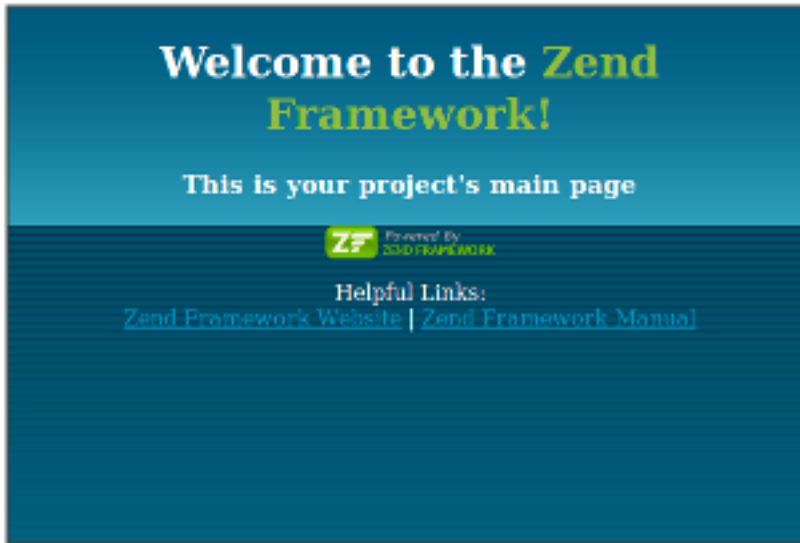 Welcome to the Zend
Framework!
This is your project's main page
ZF Powered By
ZEND FRAMEWORK
Helpful Links:
Zend Framework Website | Zend Framework Manual